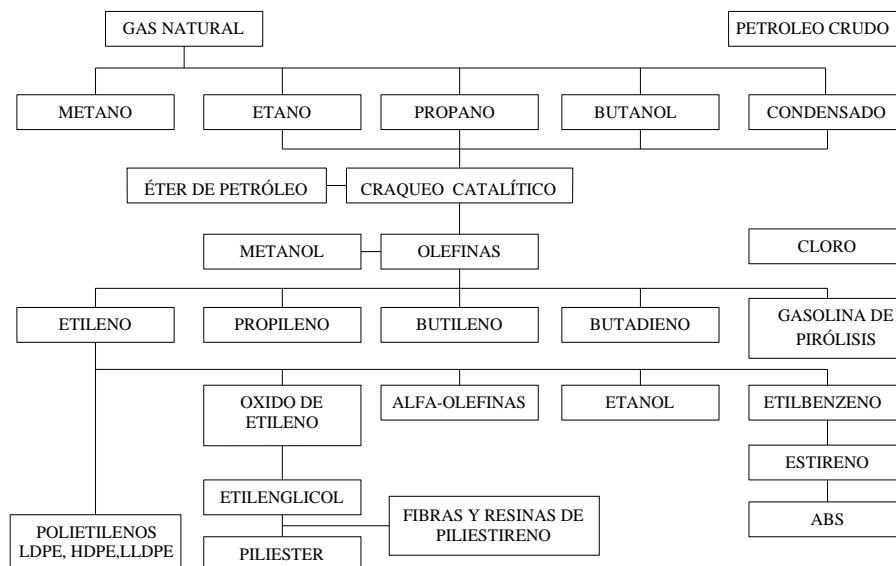 GAS NATURAL
PETROLEO CRUDO
METANO
ETANO
PROPANO
BUTANOL
CONDENSADO
ÉTER DE PETRÓLEO
CRAQUEO CATALÍTICO
METANOL
OLEFINAS
CLORO
ETILENO
PROPILENO
BUTILENO
BUTADIENO
GASOLINA DE
PIRÓLISIS
OXIDO DE
ETILENO
ALFA-OLEFINAS
ETANOL
ETILBENZENO
ESTIRENO
ETILENGLICOL
FIBRAS Y RESINAS DE
PILIESTIRENO
ABS
POLIETILENOS
LDPE, HDPE,LLDPE
PILIESTER